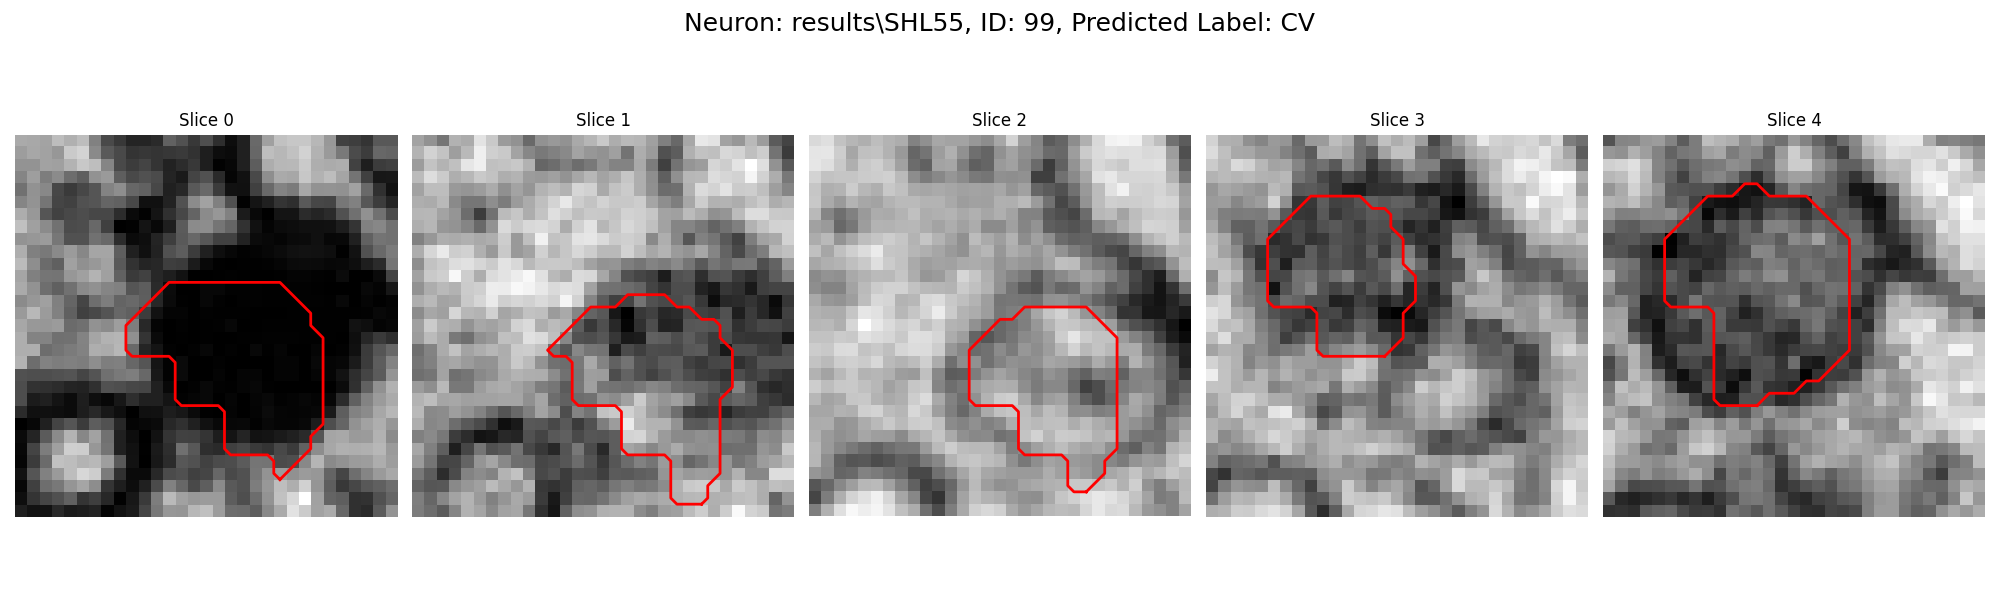 Neuron: results\SHL55, ID: 99, Predicted Label: CV
Slice 0
Slice 1
Slice 2
Slice 3
Slice 4